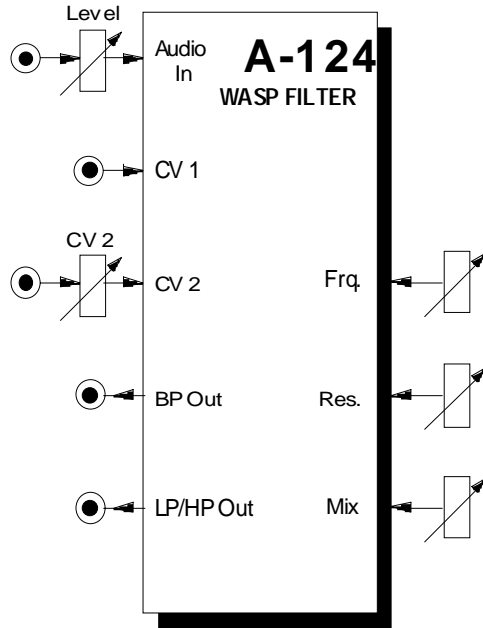 Level
Audio
In
A-124
WASP FILTER
CV 1
CV 2
CV 2
Frq.
BP Out
Res.
LP/HP Out
Mix